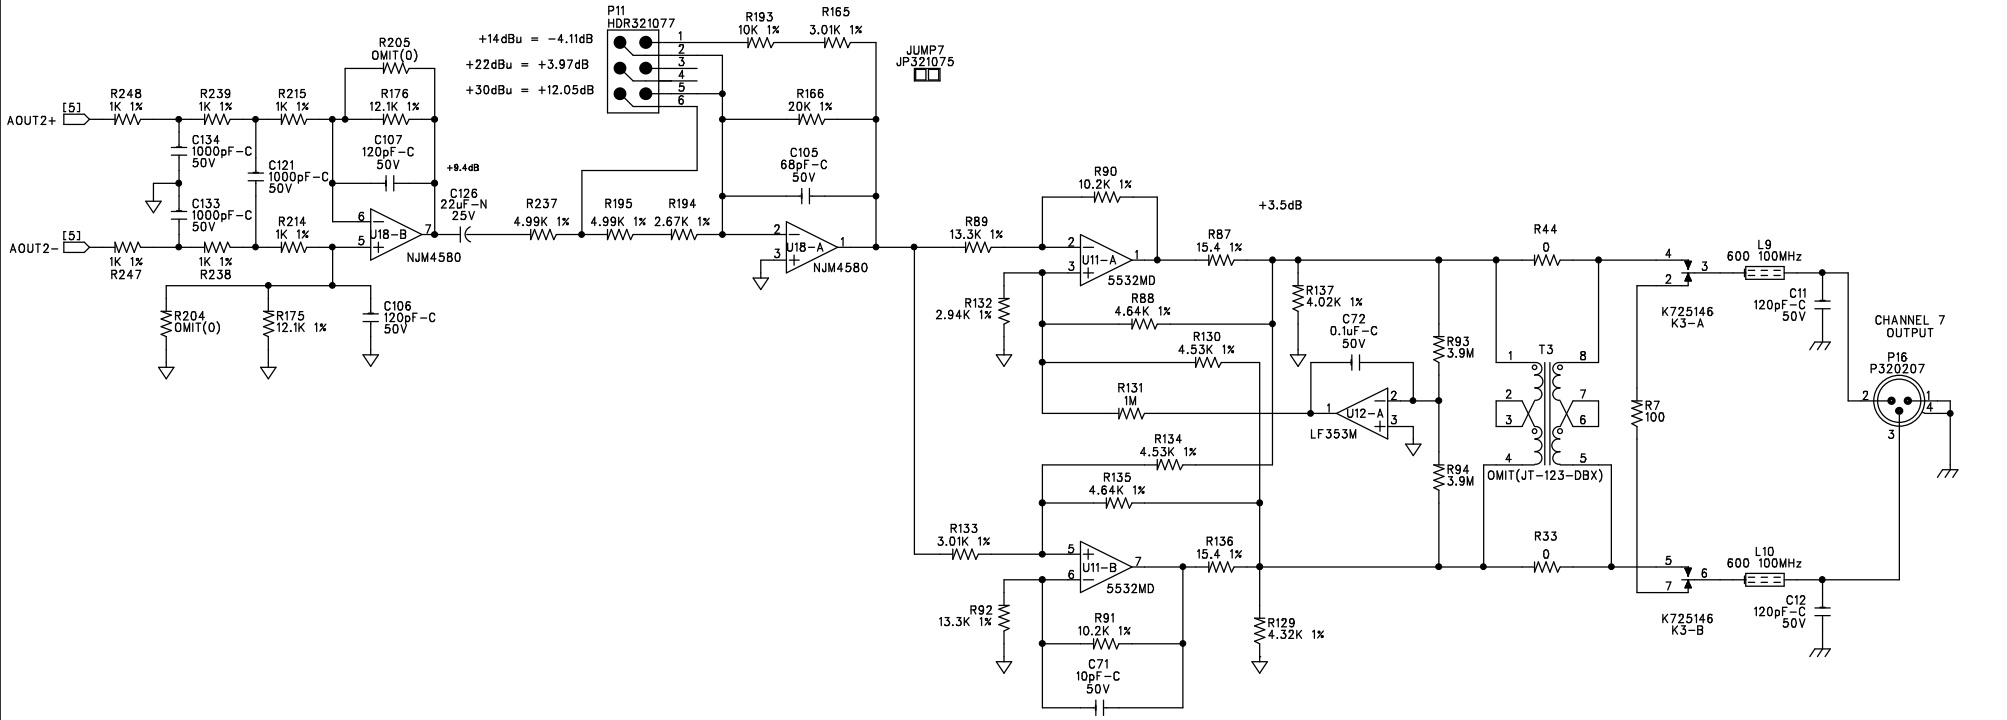 P11
HDR321077
+14dBu = -4.11dB
+22dBu = +3.97dB
+30dBu = +12.05dB
1
2
3
4
5
6
R193
10K 1%
R165
3.01K 1%
JUMP7
JP321075
R205
OMIT(0)
R176
12.1K 1%
C107
120pF-C
50V
+9.4dB
[5]
AOUT2+
R248
1K 1%
R239
1K 1%
R215
1K 1%
C134
1000pF-C
50V
C121
1000pF-C
50V
C133
1000pF-C
50V
[5]
AOUT2-
1K 1%
R247
1K 1%
R238
R214
1K 1%
6
5
7
U18-B
NJM4580
C126
22uF-N
25V
R204
OMIT(0)
R175
12.1K 1%
C106
120pF-C
50V
R237
4.99K 1%
R195
4.99K 1%
R194
2.67K 1%
R166
20K 1%
C105
68pF-C
50V
2
3
1
U18-A
NJM4580
R89
13.3K 1%
R90
10.2K 1%
2
3
1
U11-A
5532MD
R87
15.4 1%
+3.5dB
R132
2.94K 1%
R88
4.64K 1%
R130
4.53K 1%
R131
1M
R137
4.02K 1%
C72
0.1uF-C
50V
1
2
3
U12-A
LF353M
R93
3.9M
R94
3.9M
R134
4.53K 1%
R135
4.64K 1%
R133
3.01K 1%
5
6
7
U11-B
5532MD
R136
15.4 1%
R92
13.3K 1%
R91
10.2K 1%
C71
10pF-C
50V
R129
4.32K 1%
R44
0
T3
1
8
2
7
3
6
4
5
OMIT(JT-123-DBX)
R33
0
R7
100
4
2
3
K725146
K3-A
5
7
6
K725146
K3-B
L9
600 100MHz
C11
120pF-C
50V
L10
600 100MHz
C12
120pF-C
50V
CHANNEL 7
OUTPUT
P16
P320207
2
1
4
3